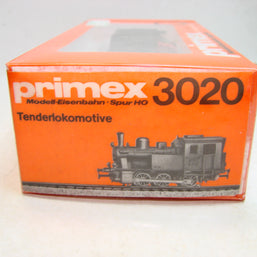 primex 3020
Modell-Eisenbahn · Spur HO
Tenderlokomotive